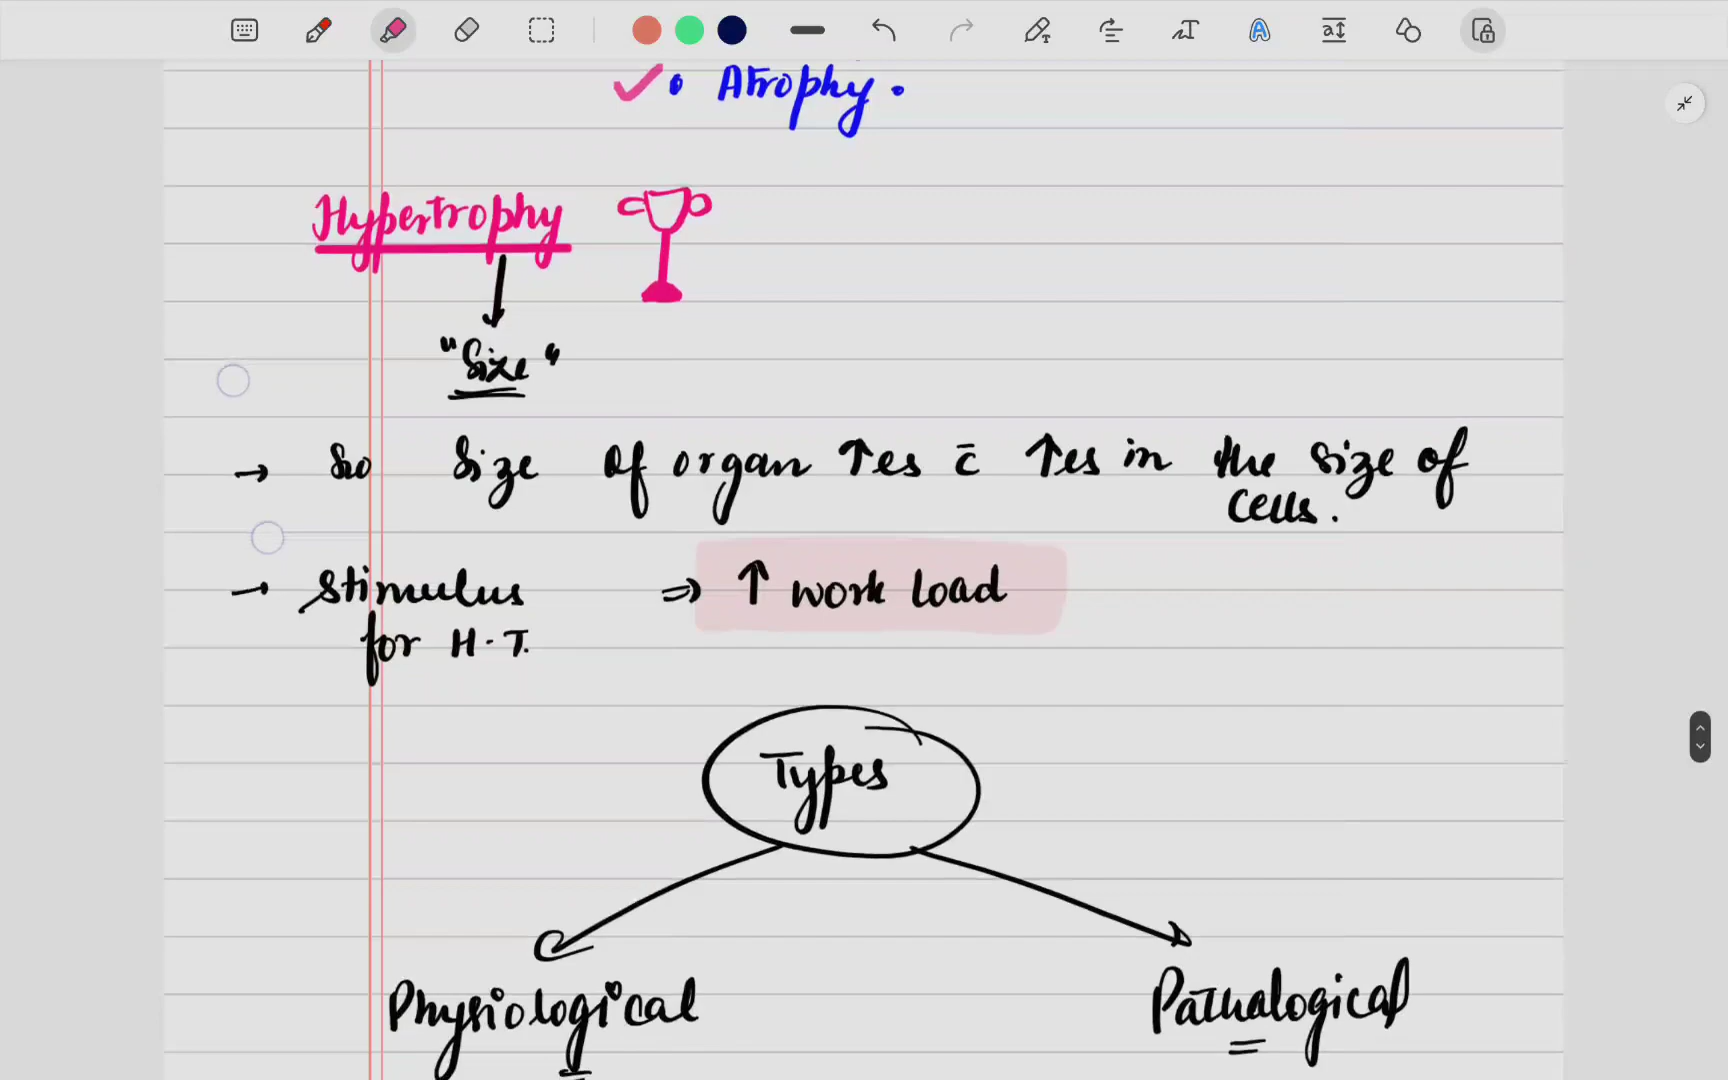 • Atrophy.
Hypertrophy
"Size"
→ So Size of organ ↑es c̄ ↑es in the size of
cells.
→ Stimulus ⇒ ↑ work load
for H.T.
Types
Physiological Pathalogical